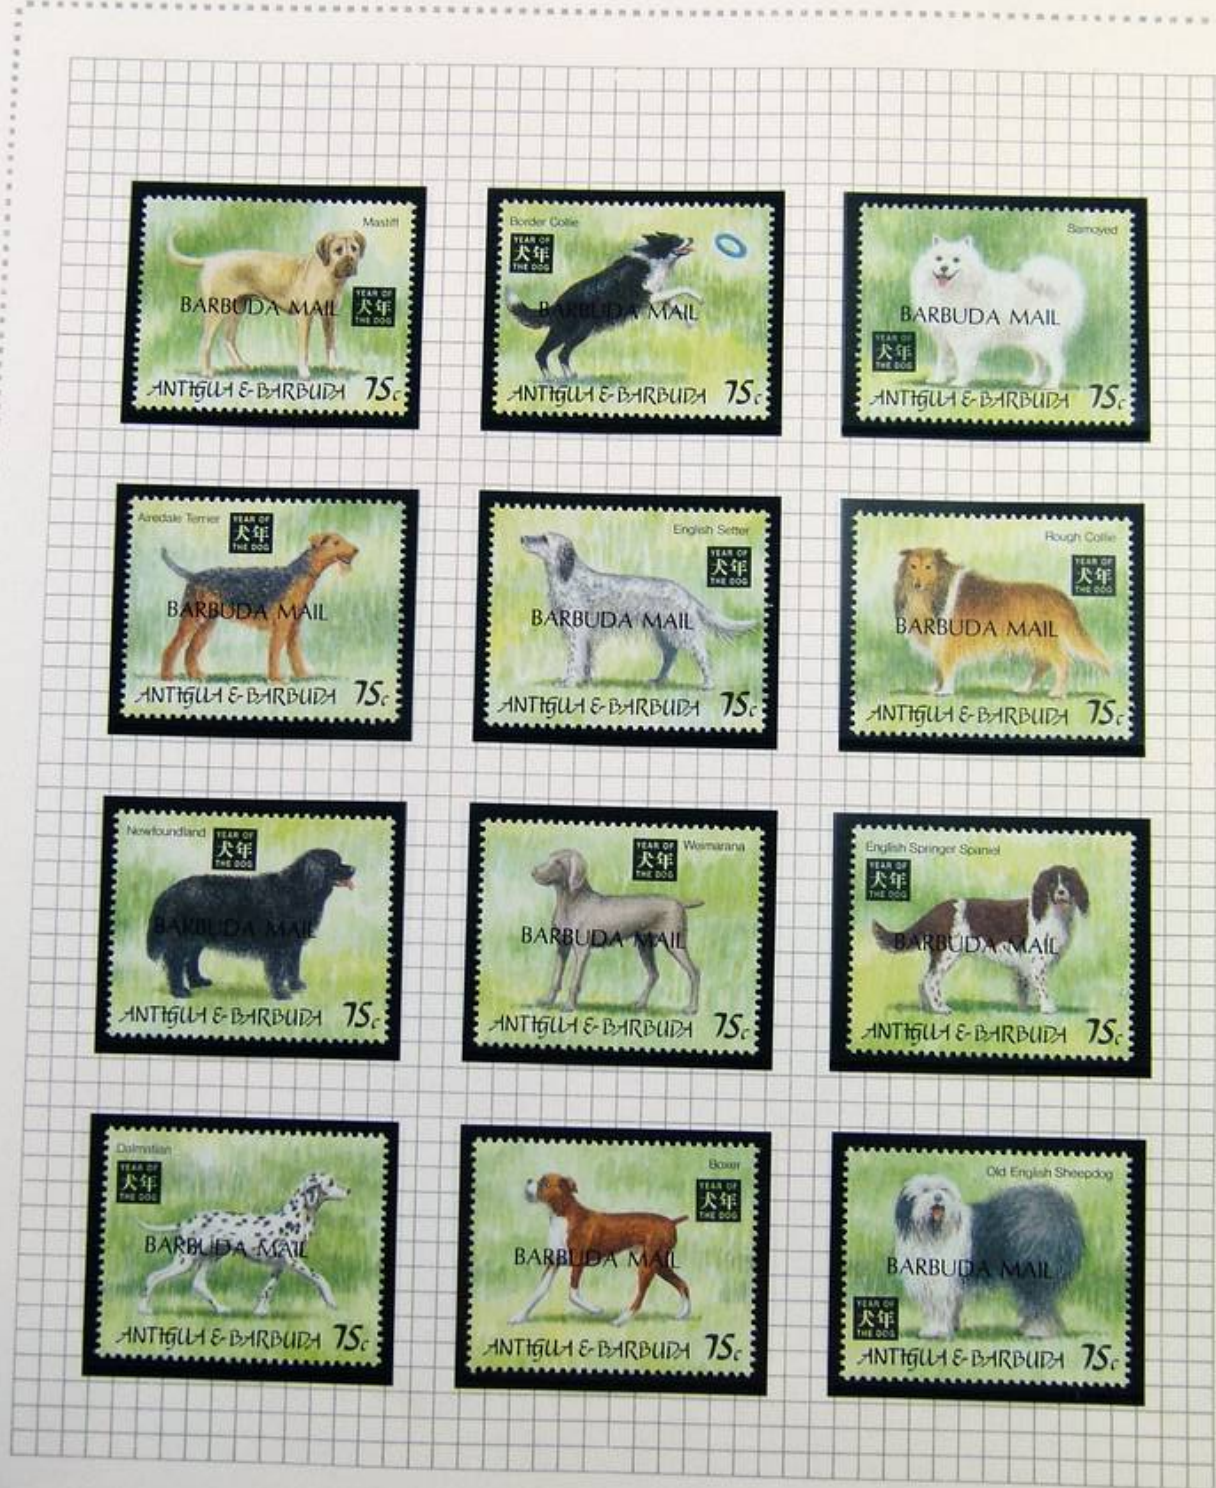 Mastiff
YEAR OF
犬年
THE DOG
BARBUDA MAIL
ANTIGUA & BARBUDA 75c
Border Collie
YEAR OF
犬年
THE DOG
BARBUDA MAIL
ANTIGUA & BARBUDA 75c
Samoyed
BARBUDA MAIL
YEAR OF
犬年
THE DOG
ANTIGUA & BARBUDA 75c
Airedale Terrier
YEAR OF
犬年
THE DOG
BARBUDA MAIL
ANTIGUA & BARBUDA 75c
English Setter
YEAR OF
犬年
THE DOG
BARBUDA MAIL
ANTIGUA & BARBUDA 75c
Rough Collie
YEAR OF
犬年
THE DOG
BARBUDA MAIL
ANTIGUA & BARBUDA 75c
Newfoundland
YEAR OF
犬年
THE DOG
BARBUDA MAIL
ANTIGUA & BARBUDA 75c
YEAR OF
犬年
THE DOG
Weimarana
BARBUDA MAIL
ANTIGUA & BARBUDA 75c
English Springer Spaniel
YEAR OF
犬年
THE DOG
BARBUDA MAIL
ANTIGUA & BARBUDA 75c
Dalmatian
YEAR OF
犬年
THE DOG
BARBUDA MAIL
ANTIGUA & BARBUDA 75c
Boxer
YEAR OF
犬年
THE DOG
BARBUDA MAIL
ANTIGUA & BARBUDA 75c
Old English Sheepdog
BARBUDA MAIL
YEAR OF
犬年
THE DOG
ANTIGUA & BARBUDA 75c